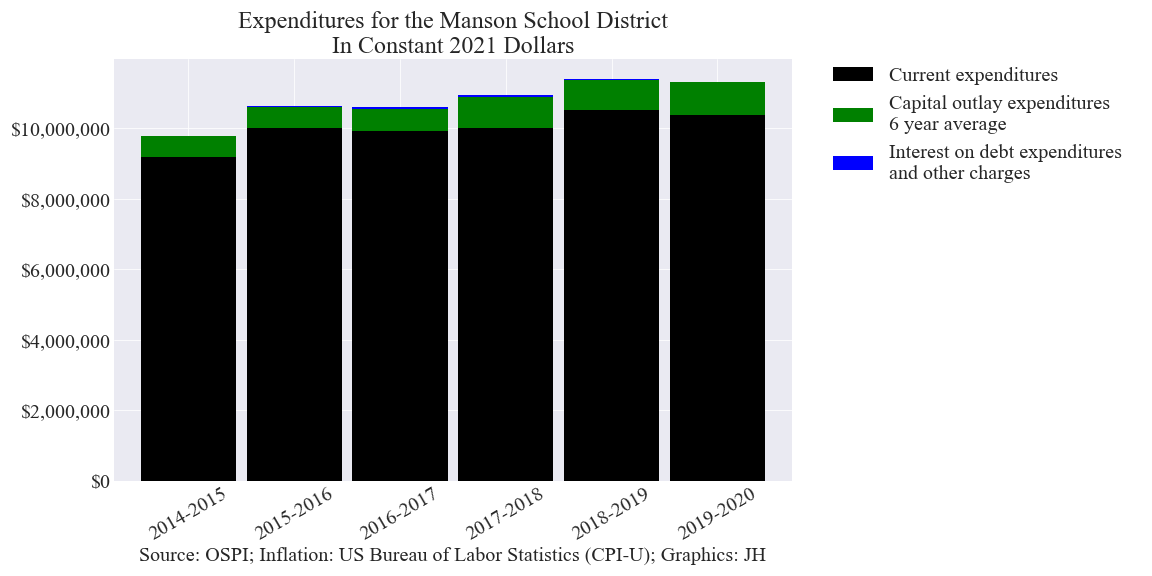 Expenditures for the Manson School District
In Constant 2021 Dollars
Current expenditures
Capital outlay expenditures
6 year average
Interest on debt expenditures
and other charges
$10,000,000
$8,000,000
$6,000,000
$4,000,000
$2,000,000
$0
2014-2015
2015-2016
2016-2017
2017-2018
2018-2019
2019-2020
Source: OSPI; Inflation: US Bureau of Labor Statistics (CPI-U); Graphics: JH